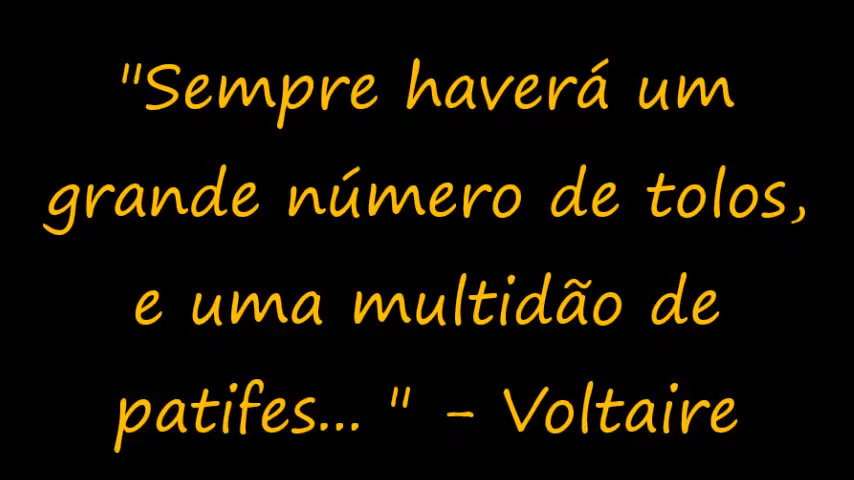 "Sempre haverá um
grande número de tolos,
e uma multidão de
patifes... " - Voltaire